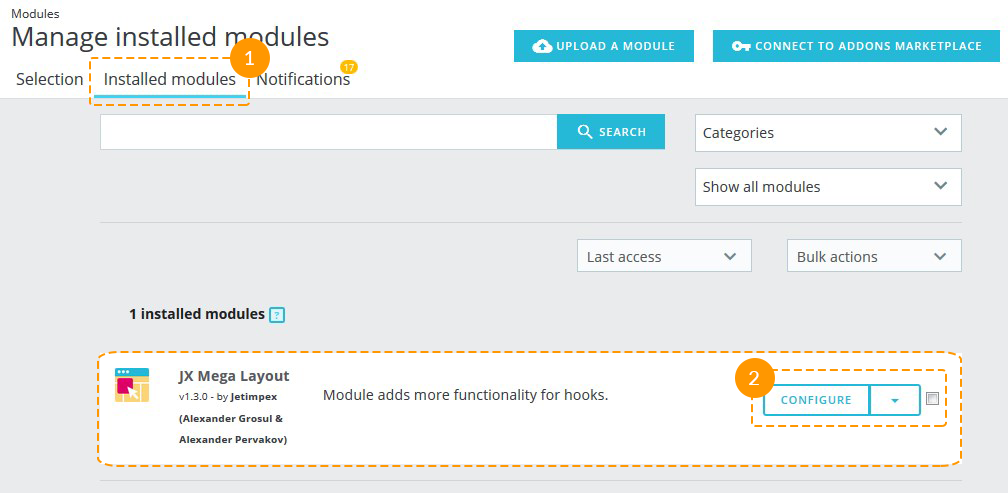 Modules
Manage installed modules
UPLOAD A MODULE
CONNECT TO ADDONS MARKETPLACE
1
17
Selection Installed modules Notifications
SEARCH
Categories
Show all modules
Last access
Bulk actions
1 installed modules ?
JX Mega Layout
v1.3.0 - by Jetimpex
(Alexander Grosul &
Alexander Pervakov)
Module adds more functionality for hooks.
2
CONFIGURE